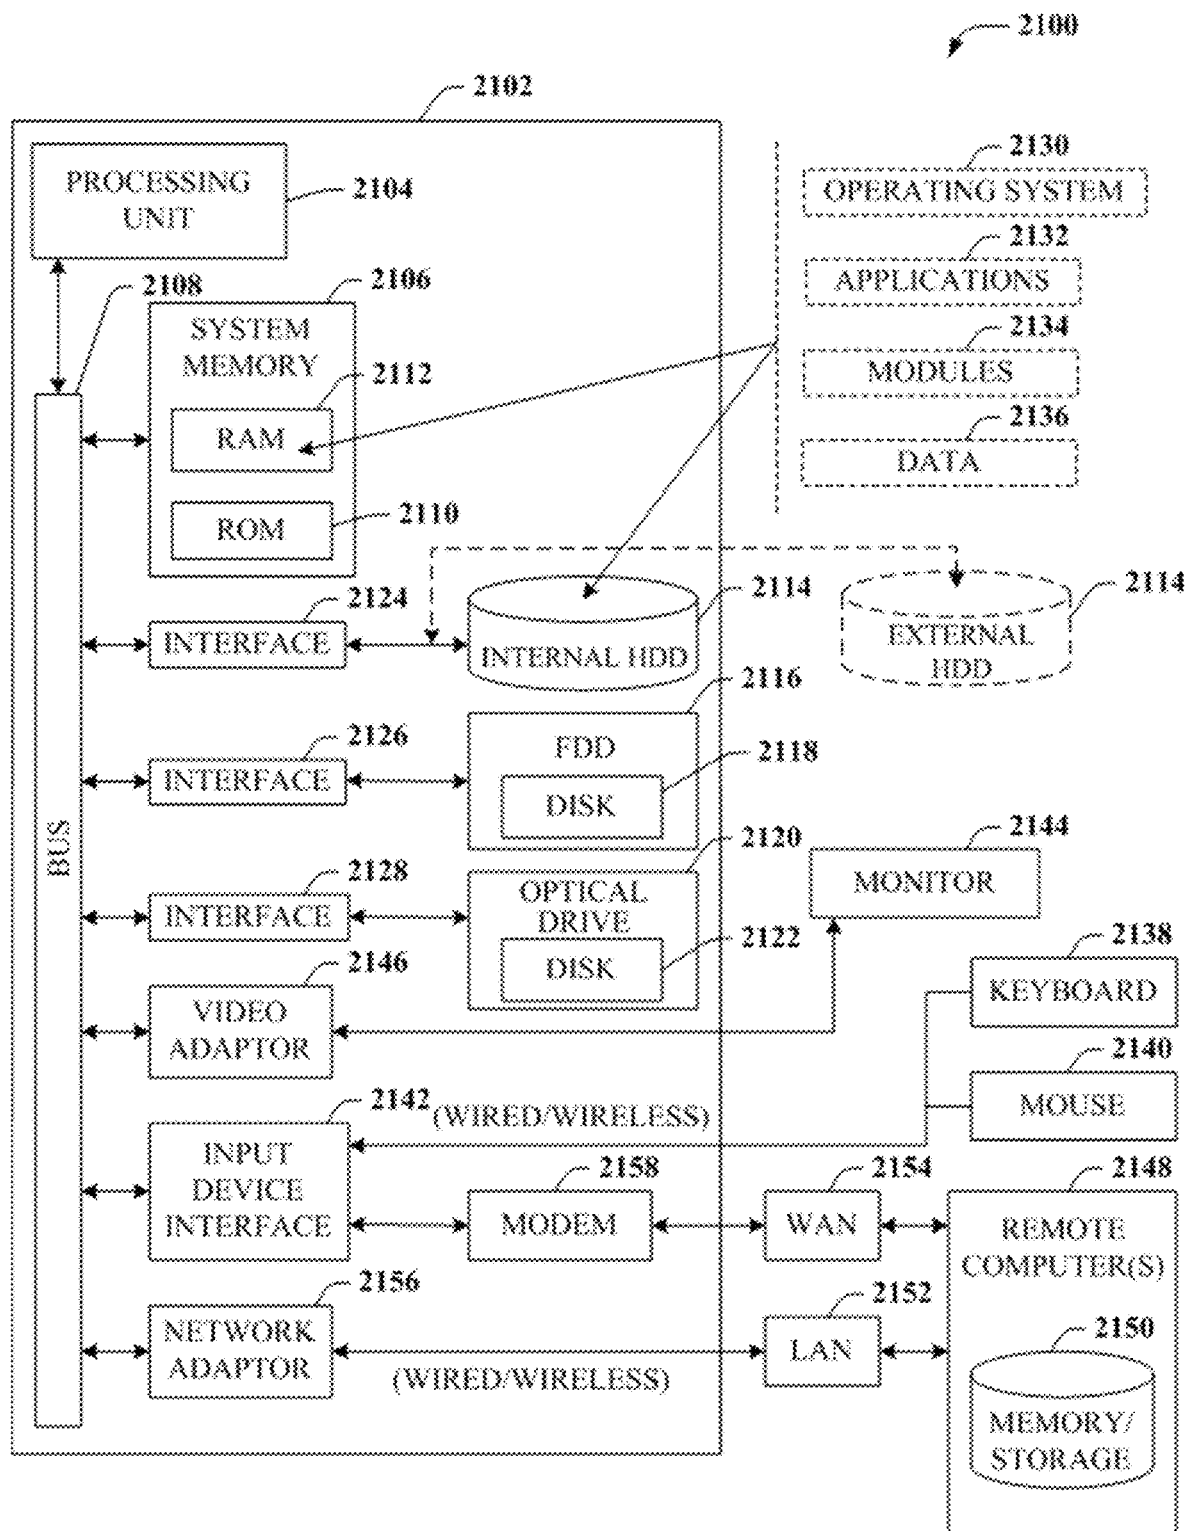 2100
2102
PROCESSING
UNIT
2104
2130
OPERATING SYSTEM
2132
APPLICATIONS
2134
MODULES
2136
DATA
2108
2106
SYSTEM
MEMORY
2112
RAM
2110
ROM
2124
INTERFACE
2114
INTERNAL HDD
2114
EXTERNAL
HDD
2116
FDD
2126
INTERFACE
2118
DISK
BUS
2120
OPTICAL
DRIVE
2128
INTERFACE
2122
DISK
2144
MONITOR
2138
KEYBOARD
2146
VIDEO
ADAPTOR
2140
MOUSE
2142
(WIRED/WIRELESS)
INPUT
DEVICE
INTERFACE
2158
MODEM
2154
WAN
2148
REMOTE
COMPUTER(S)
2156
NETWORK
ADAPTOR
(WIRED/WIRELESS)
2152
LAN
2150
MEMORY/
STORAGE